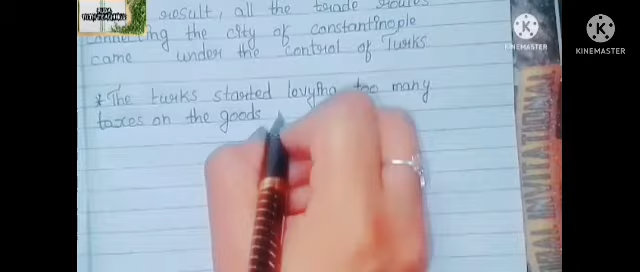 result, all the trade routes
connecting the city of constantinople
came under the control of Turks
* The turks started levying too many
taxes on the goods
KINEMASTER
KINEMASTER